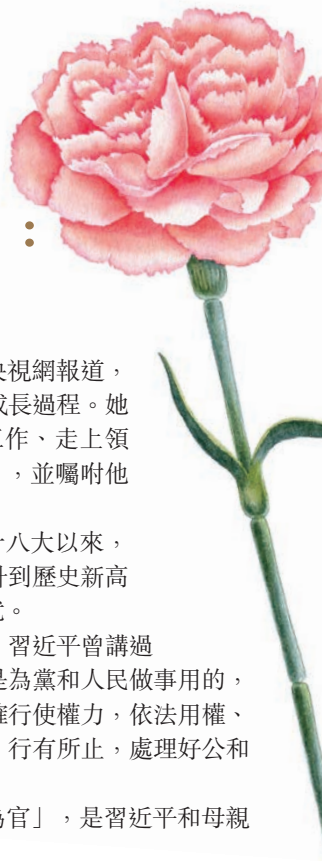 ：
央視網報道，
成長過程。她
工作、走上領
，並囑咐他
十八大以來，
升到歷史新高
。
習近平曾講過
是為黨和人民做事用的，
行使權力，依法用權、
行有所止，處理好公和
為官」，是習近平和母親